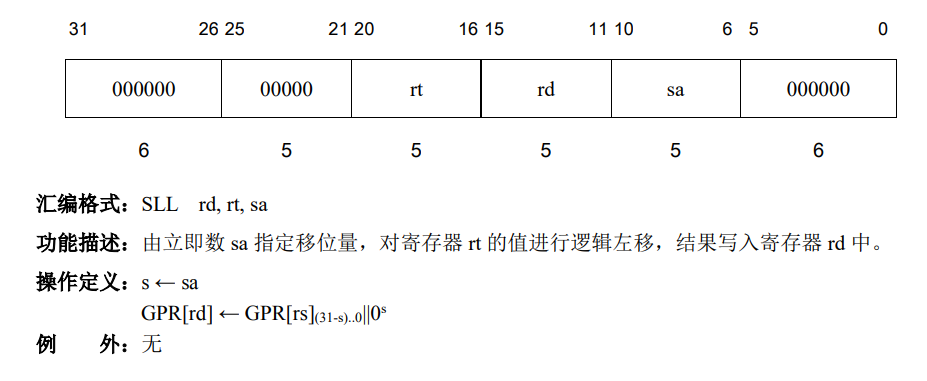 31 26 25 21 20 16 15 11 10 6 5 0
000000 00000 rt rd sa 000000
6 5 5 5 5 6
汇编格式：SLL rd, rt, sa
功能描述：由立即数 sa 指定移位量，对寄存器 rt 的值进行逻辑左移，结果写入寄存器 rd 中。
操作定义：s ← sa
GPR[rd] ← GPR[rs](31-s)..0||0s
例 外：无